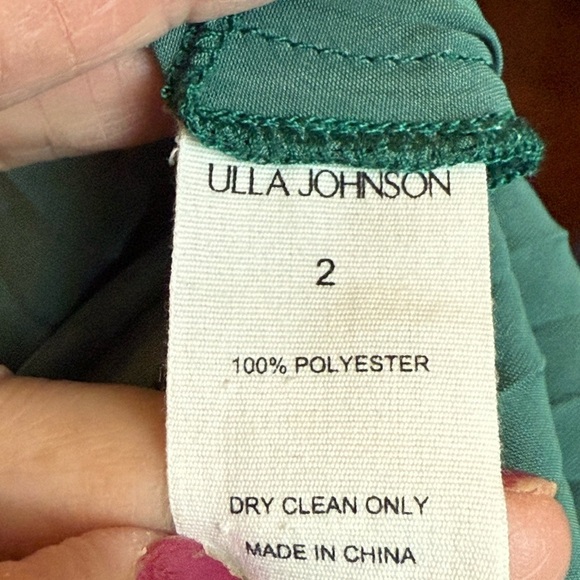 ULLA JOHNSON
2
100% POLYESTER
DRY CLEAN ONLY
MADE IN CHINA